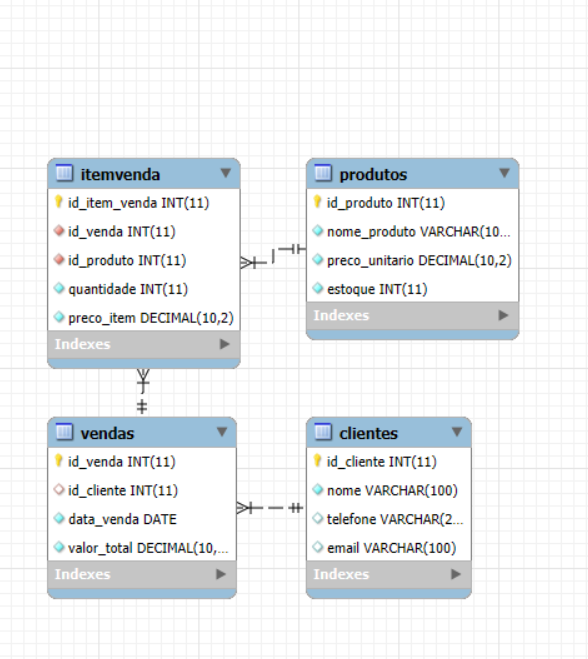 itemvenda
id_item_venda INT(11)
id_venda INT(11)
id_produto INT(11)
quantidade INT(11)
preco_item DECIMAL(10,2)
Indexes
produtos
id_produto INT(11)
nome_produto VARCHAR(10...
preco_unitario DECIMAL(10,2)
estoque INT(11)
Indexes
vendas
id_venda INT(11)
id_cliente INT(11)
data_venda DATE
valor_total DECIMAL(10,...
Indexes
clientes
id_cliente INT(11)
nome VARCHAR(100)
telefone VARCHAR(2...
email VARCHAR(100)
Indexes